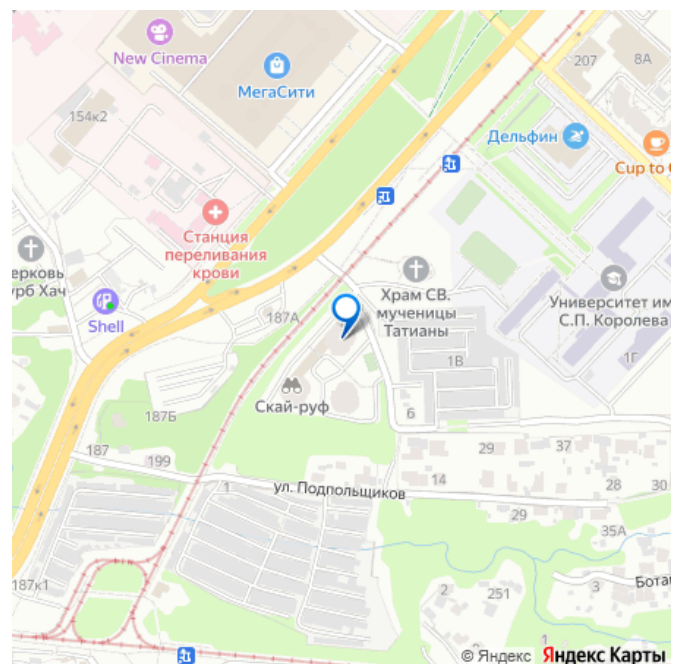 New Cinema
МегаСити
154к2
207
8А
Дельфин
Cup to
Станция
переливания
крови
ерковь
урб Хач
Shell
Храм СВ.
мученицы
Татианы
Университет им
С.П. Королева
187А
1В
1Г
Скай-руф
187Б
6
187
199
29
37
1
ул. Подпольщиков
14
28
30
29
35А
187к1
2
251
3
Бота
1
© Яндекс Яндекс Карты